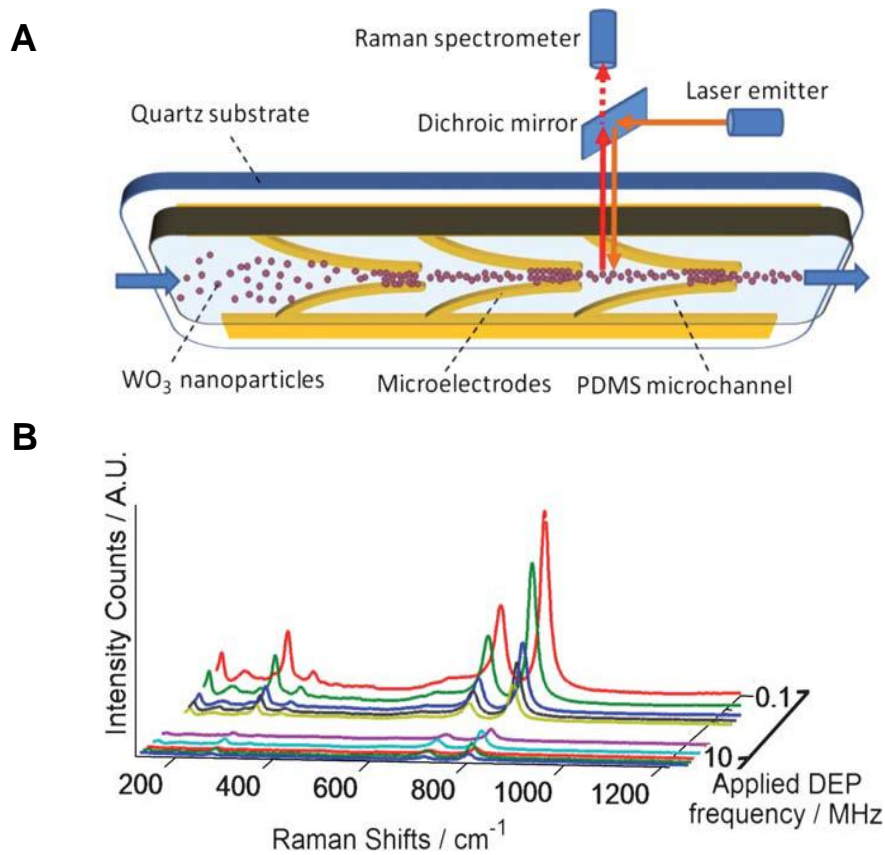 A
Raman spectrometer
Laser emitter
Quartz substrate
Dichroic mirror
WO₃ nanoparticles
Microelectrodes
PDMS microchannel
B
Intensity Counts / A.U.
0.1
10
Applied DEP
frequency / MHz
200 400 600 800 1000 1200
Raman Shifts / cm⁻¹